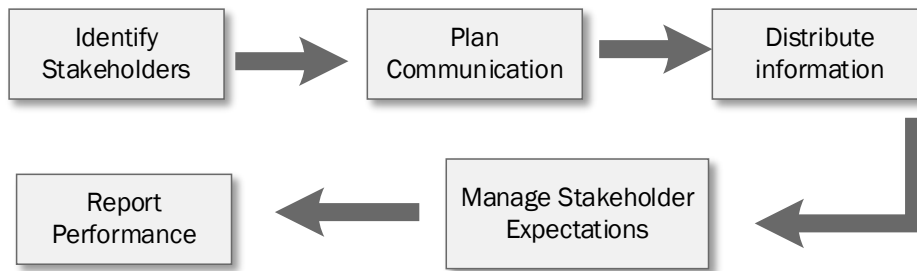 Identify
Stakeholders
Plan
Communication
Distribute
information
Manage Stakeholder
Expectations
Report
Performance